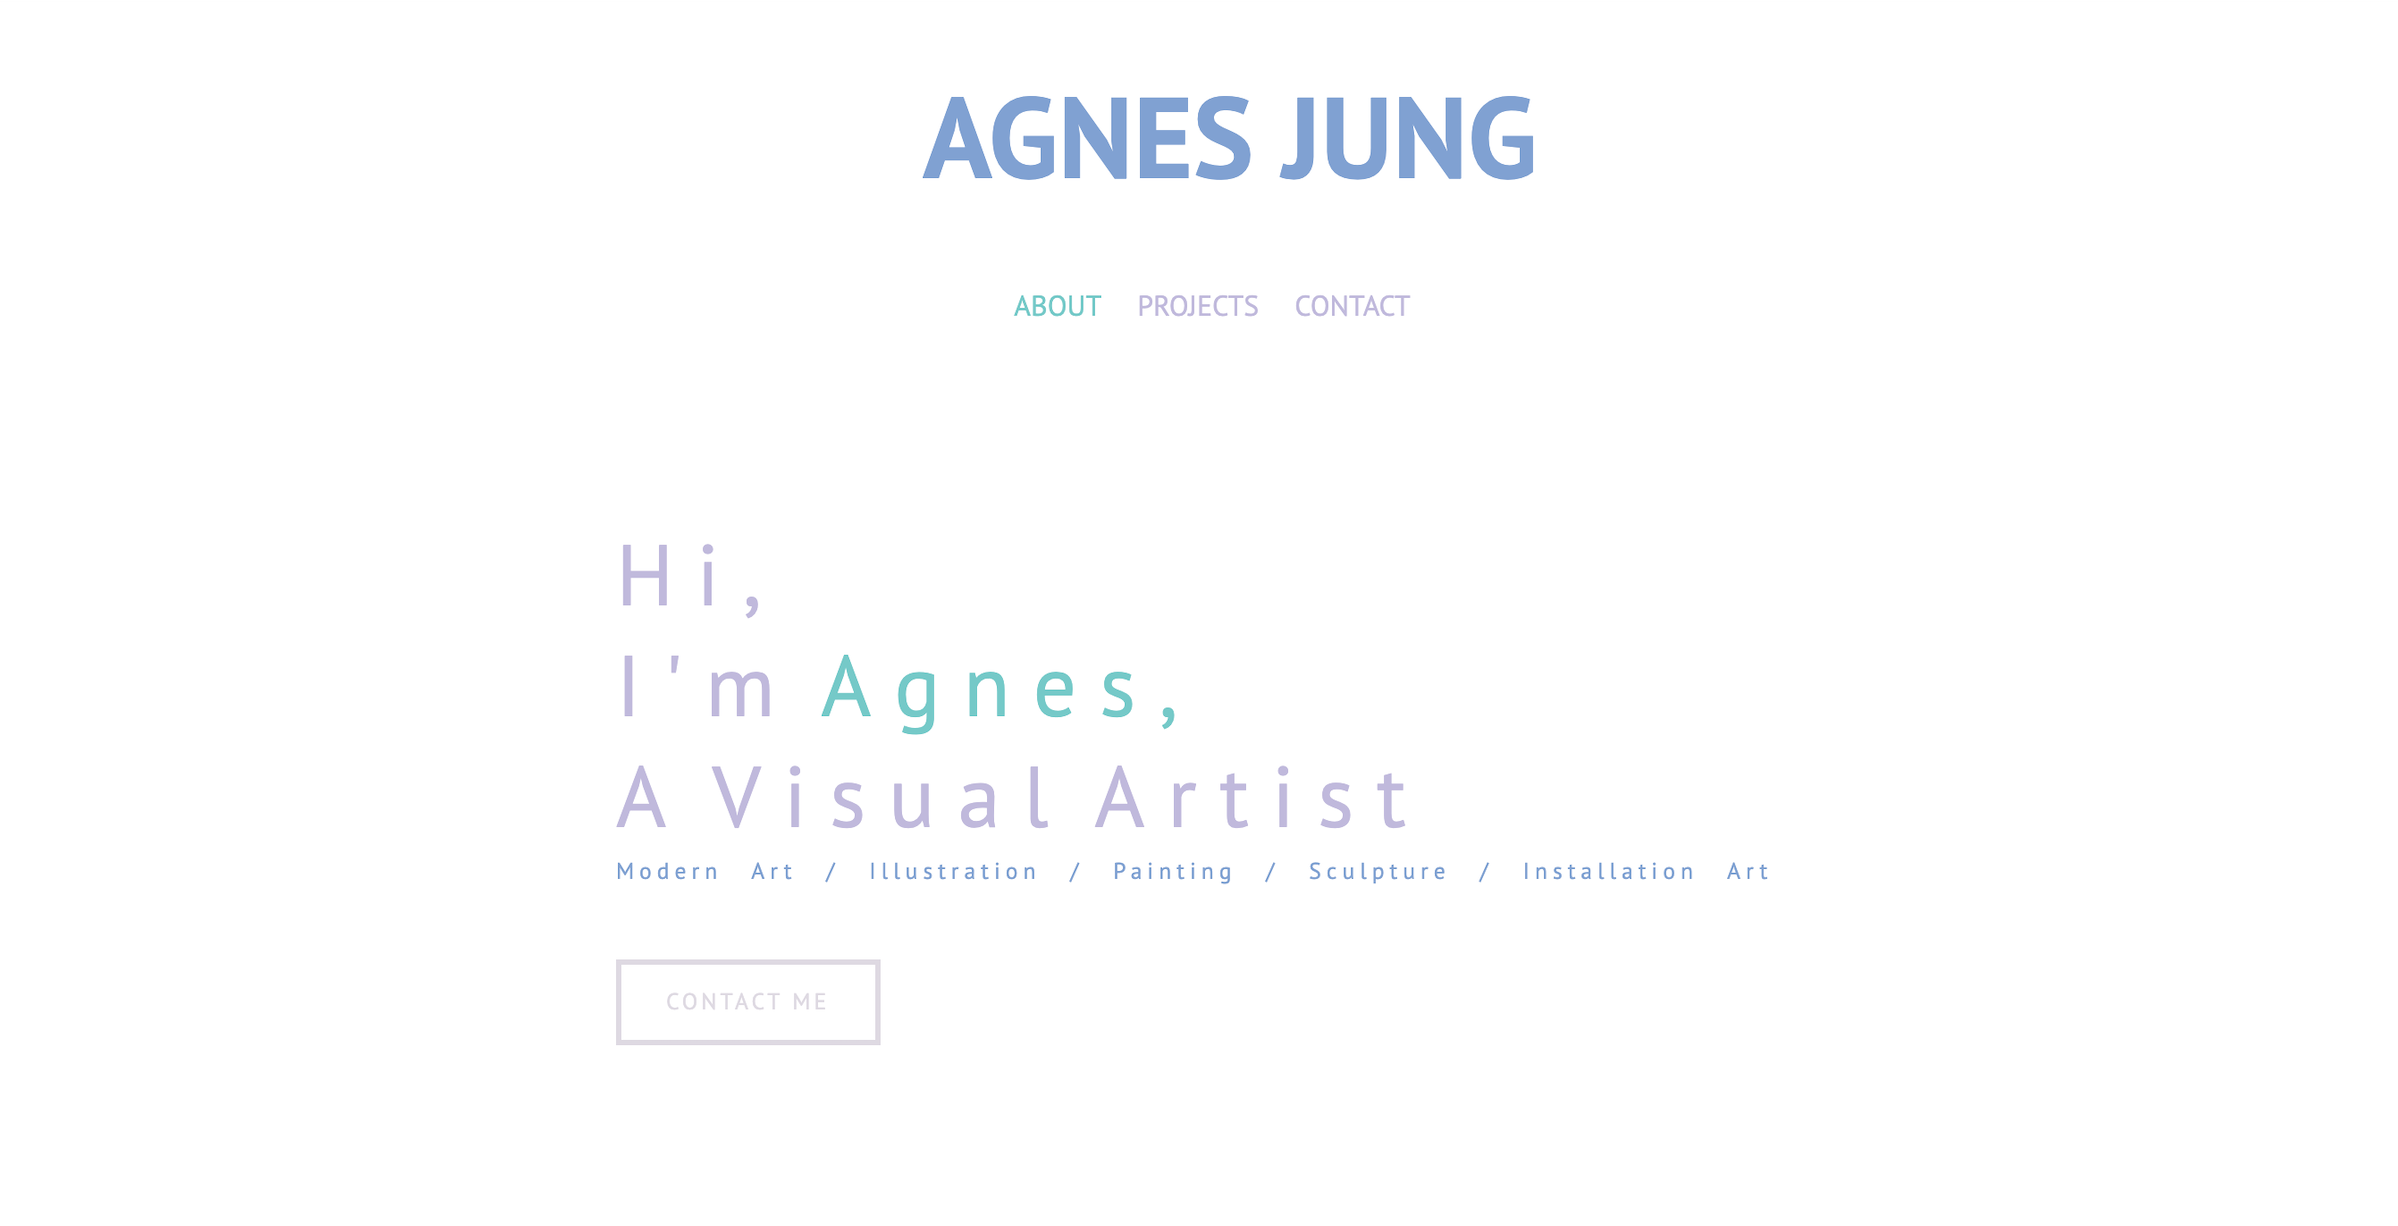 AGNES JUNG
ABOUT PROJECTS CONTACT
Hi,
I'm Agnes,
A Visual Artist
Modern Art / Illustration / Painting / Sculpture / Installation Art
CONTACT ME